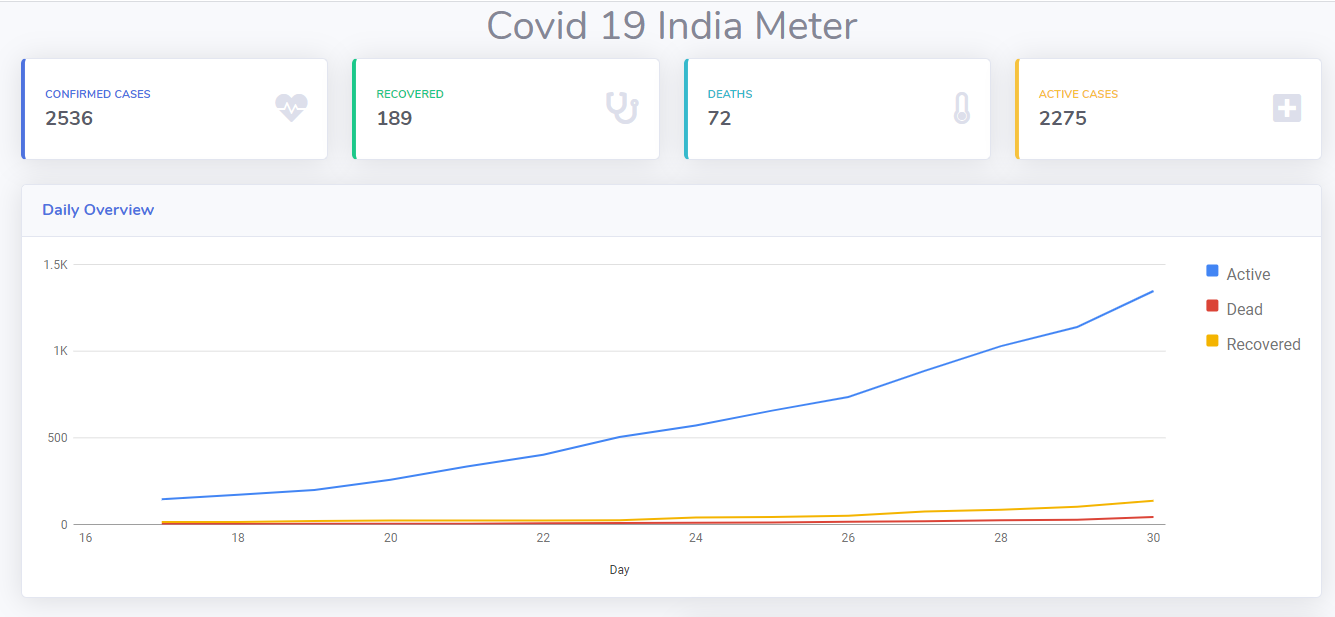 Covid 19 India Meter
CONFIRMED CASES
2536
RECOVERED
189
DEATHS
72
ACTIVE CASES
2275
Daily Overview
1.5K
1K
500
0
16 18 20 22 24 26 28 30
Day
Active
Dead
Recovered